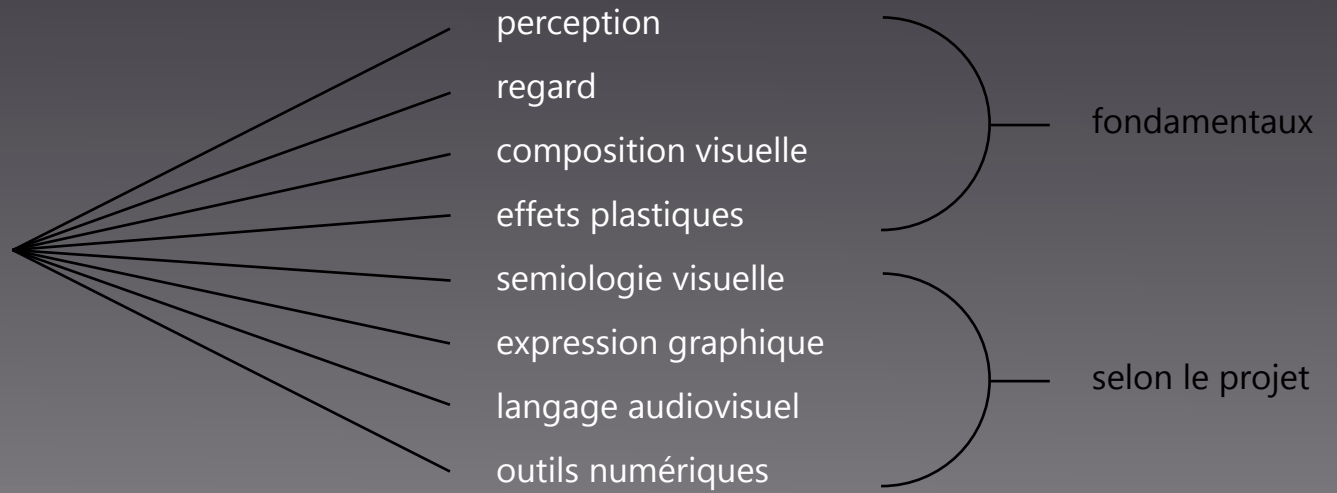 perception
regard
composition visuelle
effets plastiques
fondamentaux
semiologie visuelle
expression graphique
langage audiovisuel
outils numériques
selon le projet